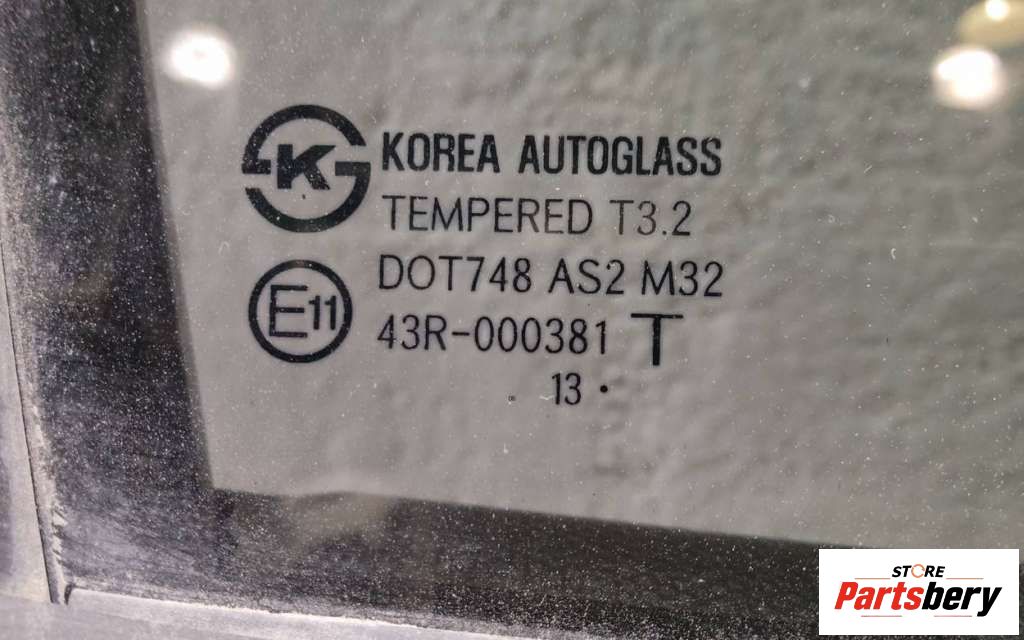 K
KOREA AUTOGLASS
TEMPERED T3.2
DOT748 AS2 M32
E11
43R-000381 T
13 •
STORE
Partsbery